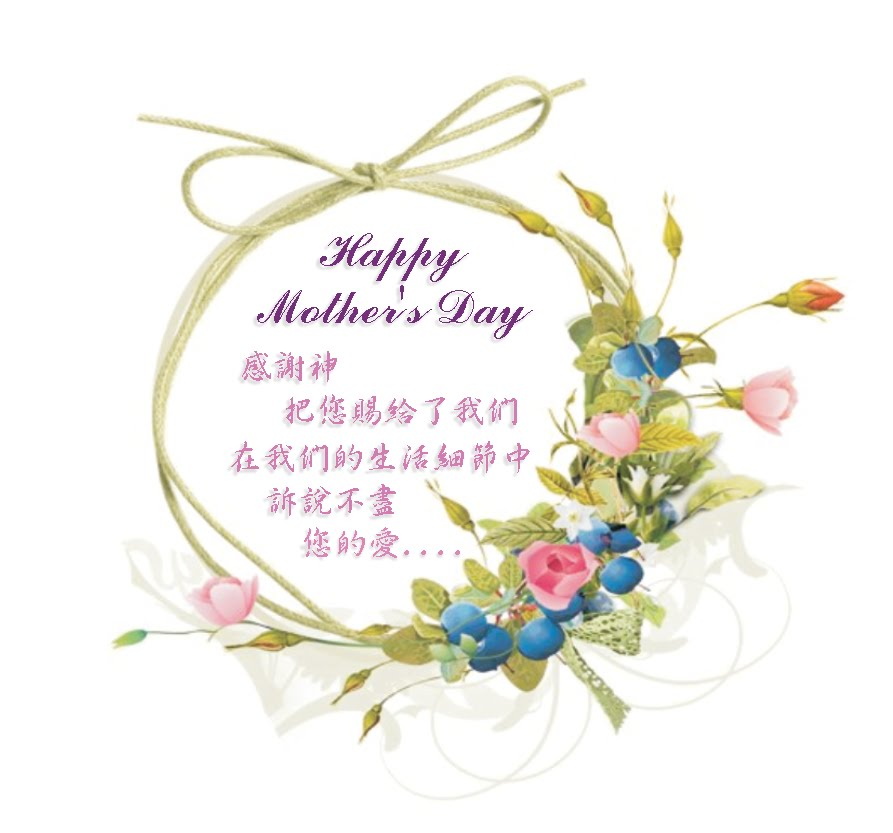 Happy
Mother's Day
感謝神
把您賜給了我們
在我們的生活細節中
訴說不盡
您的愛....